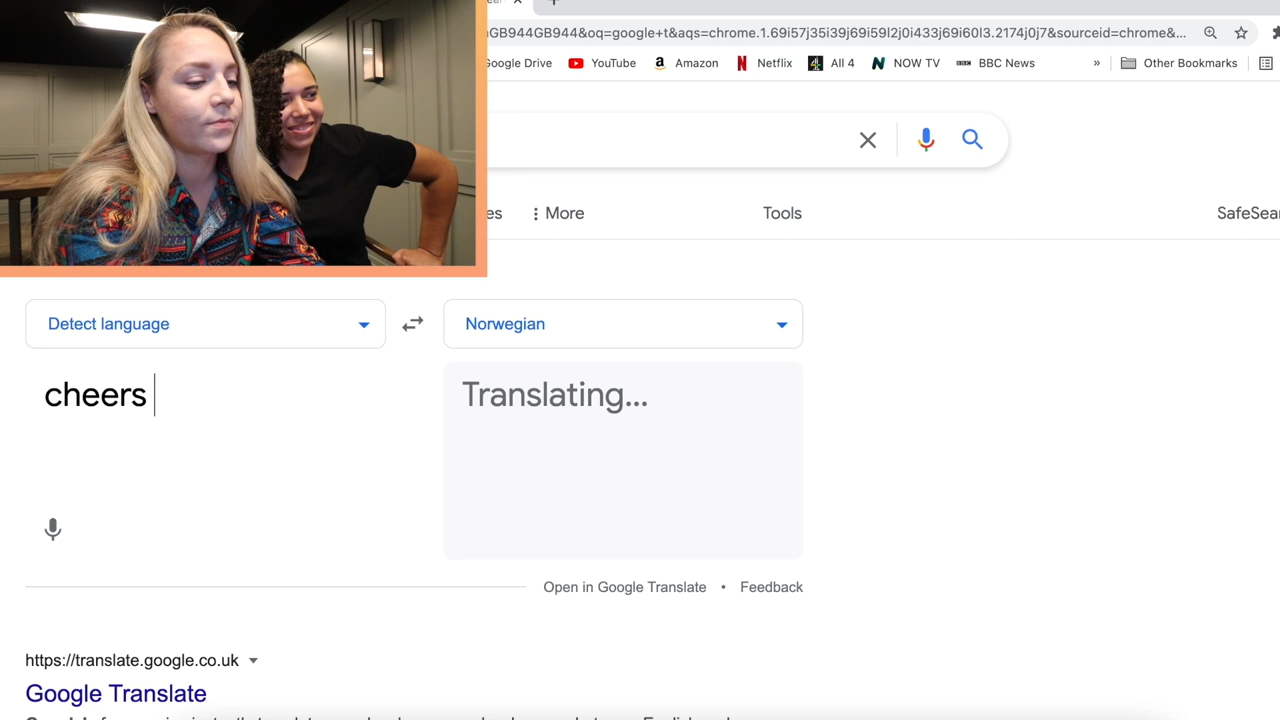 GB944GB944&oq=google+t&aqs=chrome.1.69i57j35i39j69i59l2j0i433j69i60l3.2174j0j7&sourceid=chrome&...
Google Drive YouTube Amazon Netflix All 4 NOW TV BBC News » Other Bookmarks
More Tools SafeSear
Detect language Norwegian
cheers Translating...
Open in Google Translate • Feedback
https://translate.google.co.uk
Google Translate